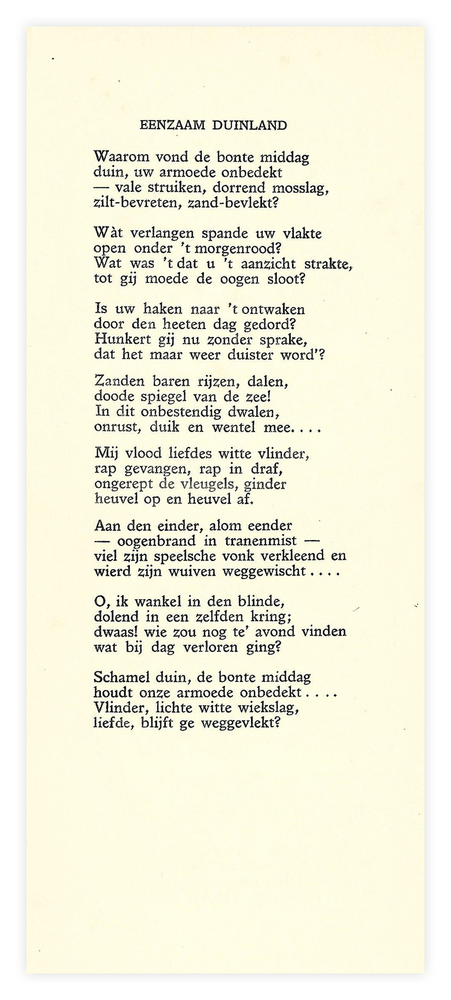 EENZAAM DUINLAND
Waarom vond de bonte middag
duin, uw armoede onbedekt
— vale struiken, dorrend mosslag,
zilt-bevreten, zand-bevlekt?
Wàt verlangen spande uw vlakte
open onder 't morgenrood?
Wat was 't dat u 't aanzicht strakte,
tot gij moede de oogen sloot?
Is uw haken naar 't ontwaken
door den heeten dag gedord?
Hunkert gij nu zonder sprake,
dat het maar weer duister word'?
Zanden baren rijzen, dalen,
doode spiegel van de zee!
In dit onbestendig dwalen,
onrust, duik en wentel mee. . . .
Mij vlood liefdes witte vlinder,
rap gevangen, rap in draf,
ongerept de vleugels, ginder
heuvel op en heuvel af.
Aan den einder, alom eender
— oogenbrand in tranenmist —
viel zijn speelsche vonk verkleend en
wierd zijn wuiven weggewischt . . . .
O, ik wankel in den blinde,
dolend in een zelfden kring;
dwaas! wie zou nog te' avond vinden
wat bij dag verloren ging?
Schamel duin, de bonte middag
houdt onze armoede onbedekt . . . .
Vlinder, lichte witte wiekslag,
liefde, blijft ge weggevlekt?